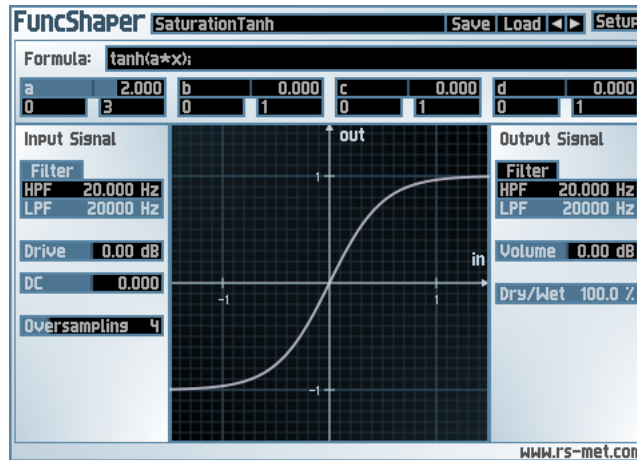 FuncShaper SaturationTanh Save Load Setup
Formula: tanh(a*x);
a 2.000 b 0.000 c 0.000 d 0.000
0 3 0 1 0 1 0 1
Input Signal
Filter
HPF 20.000 Hz
LPF 20000 Hz
Drive 0.00 dB
DC 0.000
Oversampling 4
out
1
in
-1 1
-1
Output Signal
Filter
HPF 20.000 Hz
LPF 20000 Hz
Volume 0.00 dB
Dry/Wet 100.0 %
www.rs-met.com